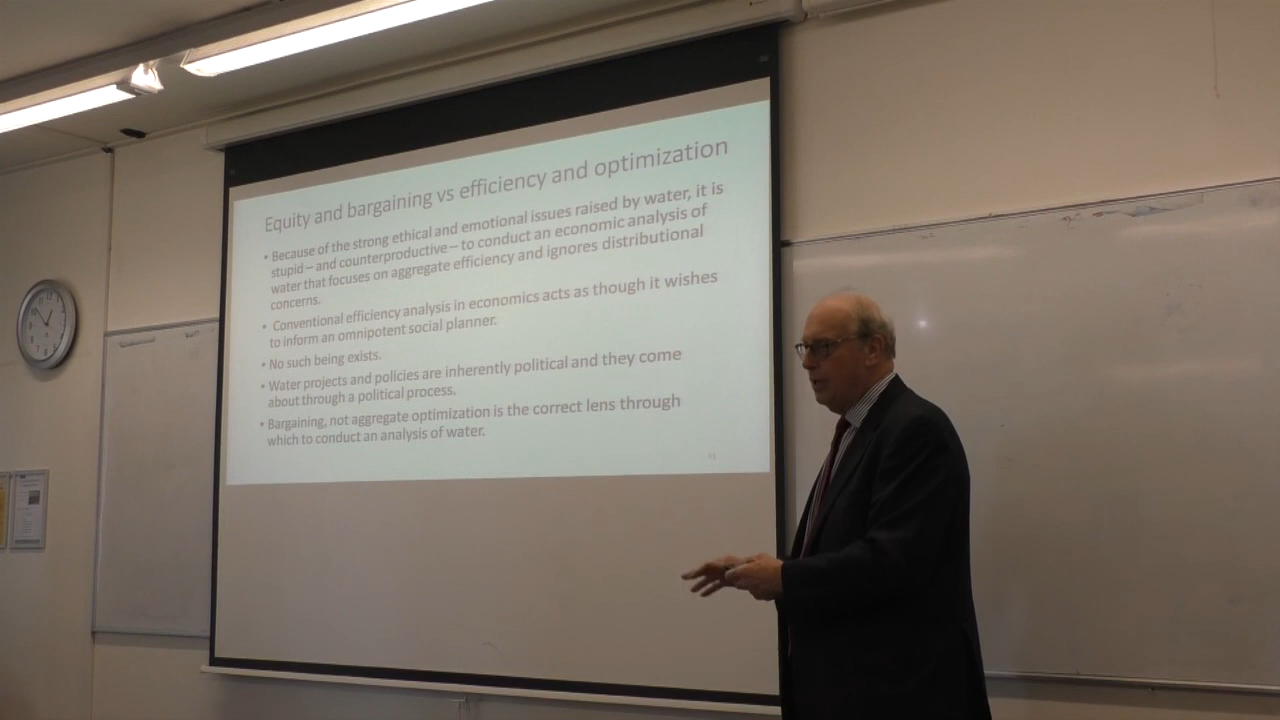 Equity and bargaining vs efficiency and optimization
• Because of the strong ethical and emotional issues raised by water, it is
stupid – and counterproductive – to conduct an economic analysis of
water that focuses on aggregate efficiency and ignores distributional
concerns.
• Conventional efficiency analysis in economics acts as though it wishes
to inform an omnipotent social planner.
• No such being exists.
• Water projects and policies are inherently political and they come
about through a political process.
• Bargaining, not aggregate optimization is the correct lens through
which to conduct an analysis of water.